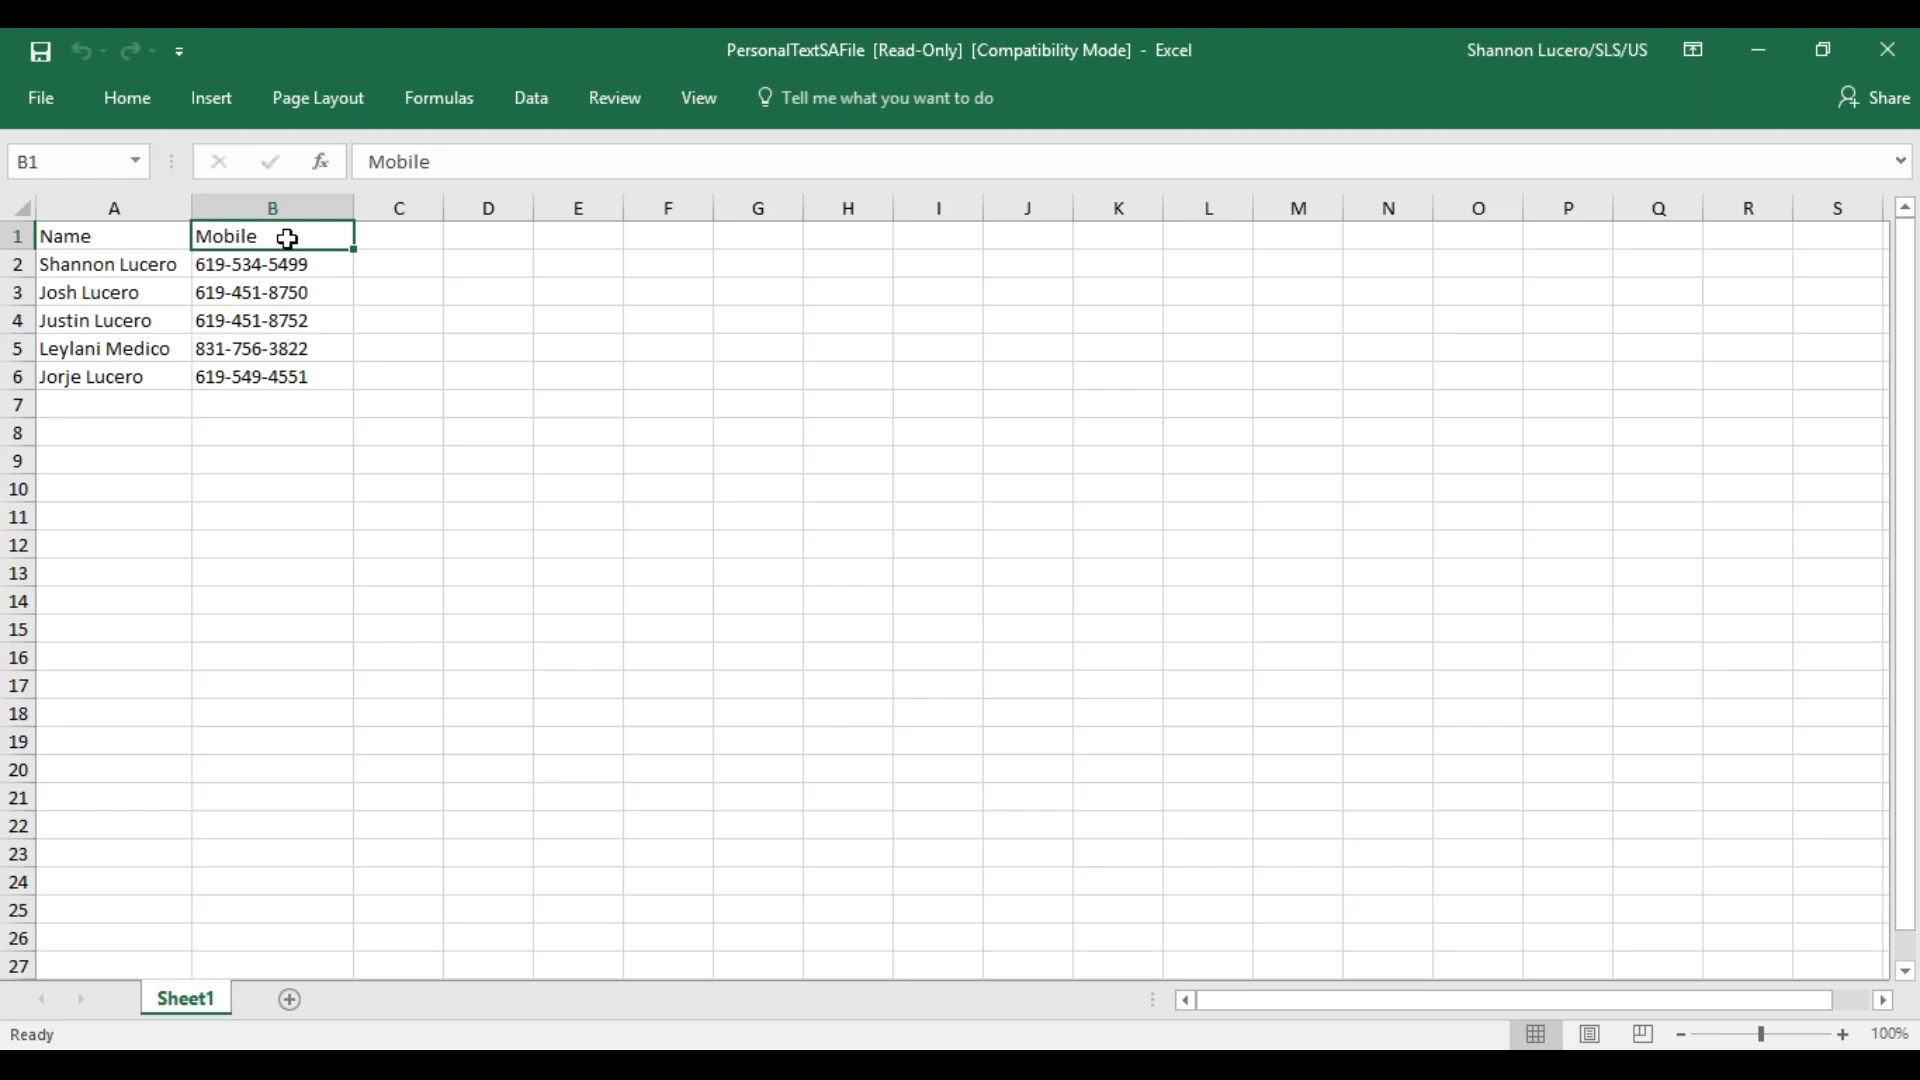 PersonalTextSAFile [Read-Only] [Compatibility Mode] - Excel
Shannon Lucero/SLS/US
File Home Insert Page Layout Formulas Data Review View Tell me what you want to do Share
B1 fx Mobile
A B C D E F G H I J K L M N O P Q R S
1 Name Mobile
2 Shannon Lucero 619-534-5499
3 Josh Lucero 619-451-8750
4 Justin Lucero 619-451-8752
5 Leylani Medico 831-756-3822
6 Jorje Lucero 619-549-4551
7
8
9
10
11
12
13
14
15
16
17
18
19
20
21
22
23
24
25
26
27
Sheet1
Ready 100%